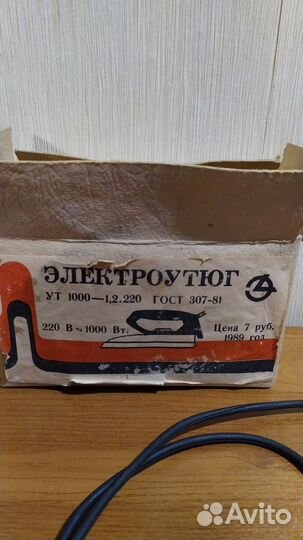 ЭЛЕКТРОУТЮГ
УТ 1000—1,2.220 ГОСТ 307-81
220 В ~ 1000 Вт.
Цена 7 руб.
1989 год
Avito